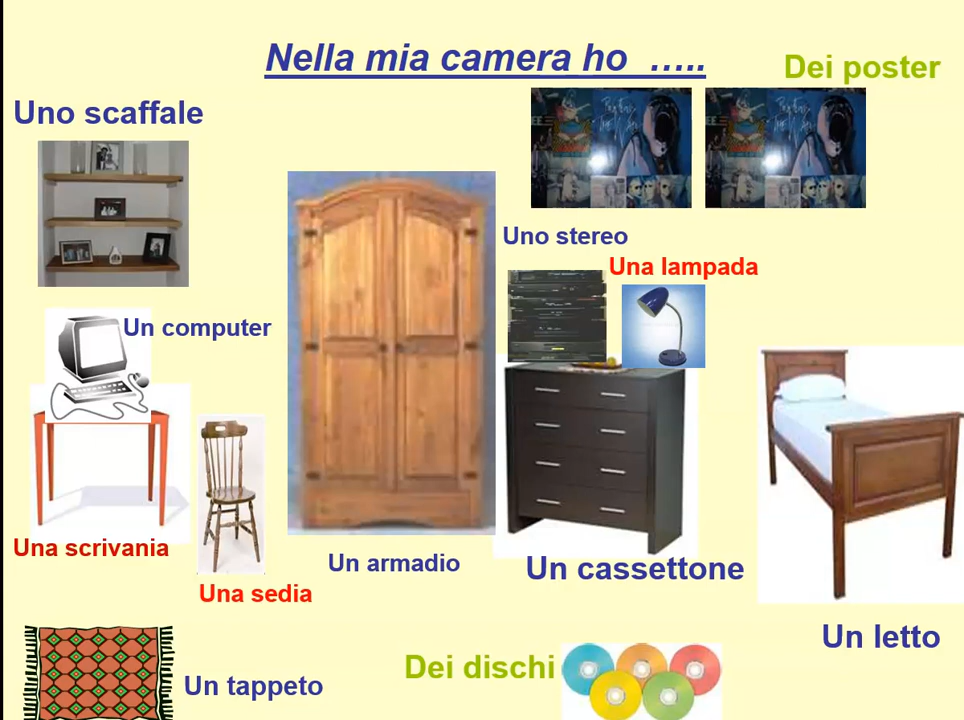 Nella mia camera ho …..
Dei poster
Uno scaffale
Uno stereo
Una lampada
Un computer
Una scrivania
Un armadio
Un cassettone
Una sedia
Un letto
Dei dischi
Un tappeto